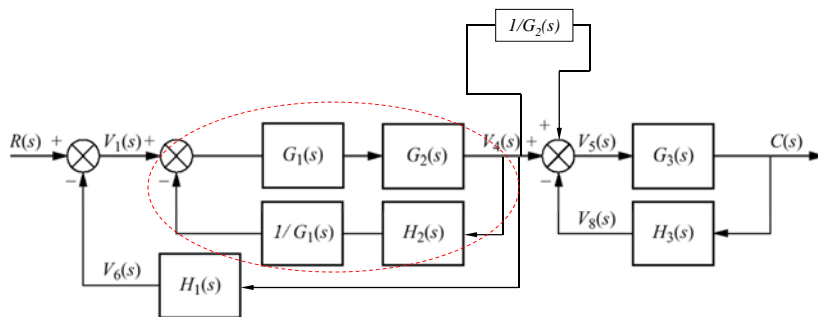 1/G2(s)
R(s) + V1(s) + V4(s) + + V5(s) C(s)
G1(s) G2(s) G3(s)
− − −
1/G1(s) H2(s) V8(s) H3(s)
V6(s) H1(s)